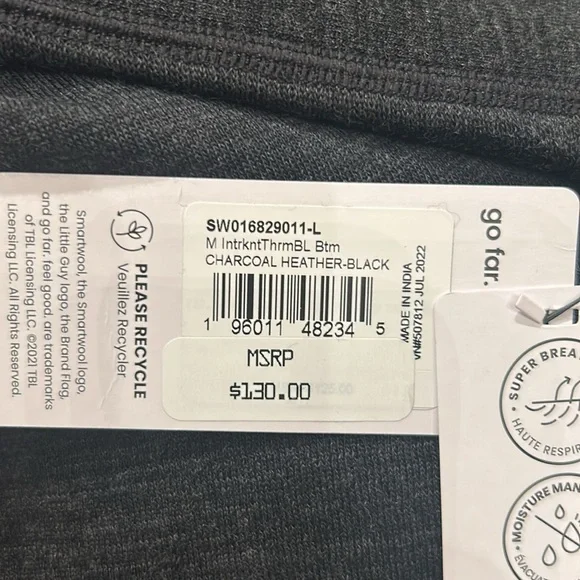 SW016829011-L
M IntrkntThrmBL Btm
CHARCOAL HEATHER-BLACK
1 96011 48234 5
MADE IN INDIA
JUL 2022
MSRP
$130.00
PLEASE RECYCLE
Veuillez Recycler
Smartwool, the Smartwool logo,
the Little Guy logo, the Brand Flag,
and go far. feel good. are trademarks
of TBL Licensing LLC. ©2021 TBL
Licensing LLC. All Rights Reserved.
go far.
• SUPER BREA
HAUTE RESPIR
• MOISTURE MAN
ÉVACU